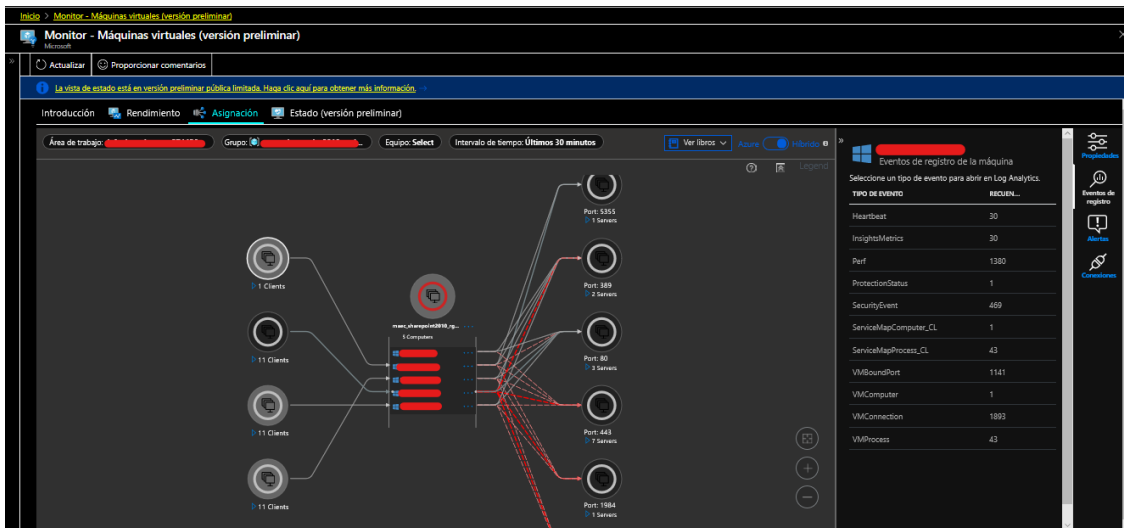 Inicio > Monitor - Máquinas virtuales (versión preliminar)
Monitor - Máquinas virtuales (versión preliminar)
Microsoft
Actualizar
Proporcionar comentarios
La vista de estado está en versión preliminar pública limitada. Haga clic aquí para obtener más información.
Introducción
Rendimiento
Asignación
Estado (versión preliminar)
Área de trabajo:
Grupo:
Equipo: Select
Intervalo de tiempo: Últimos 30 minutos
Ver libros
Azure
Híbrido
Legend
Port: 5355
1 Servers
1 Clients
Port: 389
2 Servers
5 Computers
11 Clients
Port: 80
3 Servers
11 Clients
Port: 443
7 Servers
11 Clients
Port: 1984
1 Servers
Eventos de registro de la máquina
Seleccione un tipo de evento para abrir en Log Analytics.
TIPO DE EVENTO RECUEN...
Heartbeat 30
InsightsMetrics 30
Perf 1380
ProtectionStatus 1
SecurityEvent 469
ServiceMapComputer_CL 1
ServiceMapProcess_CL 43
VMBoundPort 1141
VMComputer 1
VMConnection 1893
VMProcess 43
Propiedades
Eventos de
registro
Alertas
Conexiones